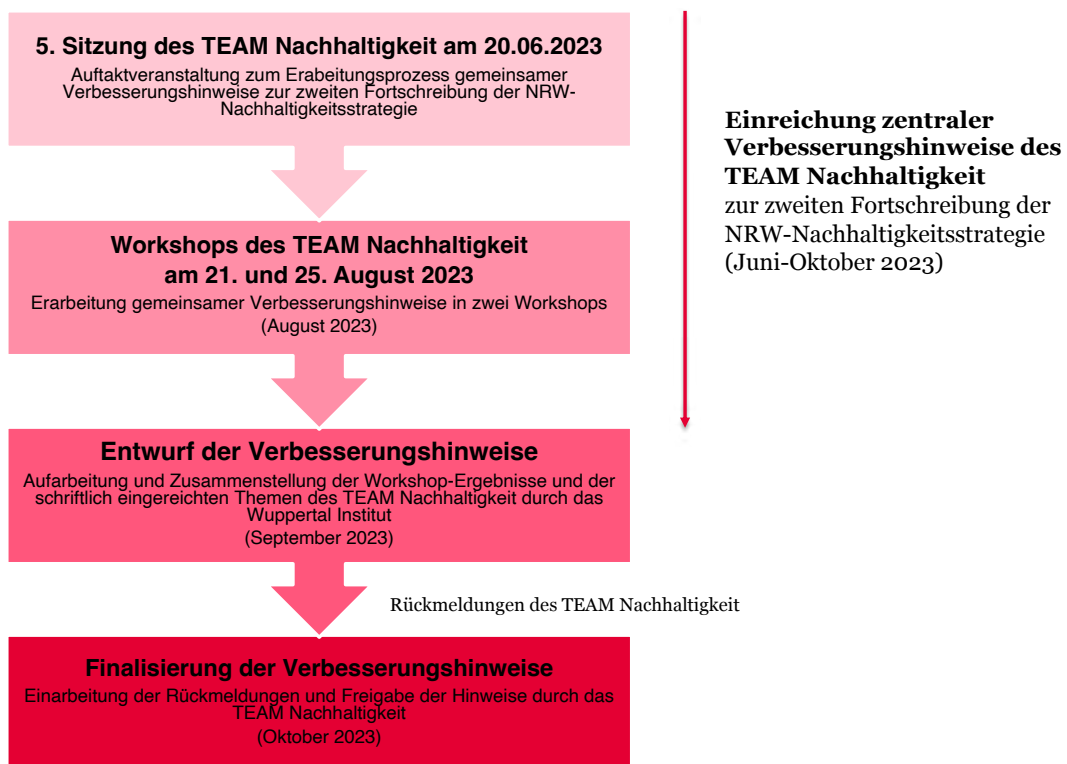 5. Sitzung des TEAM Nachhaltigkeit am 20.06.2023
Auftaktveranstaltung zum Erabeitungsprozess gemeinsamer
Verbesserungshinweise zur zweiten Fortschreibung der NRW-
Nachhaltigkeitsstrategie
Einreichung zentraler
Verbesserungshinweise des
TEAM Nachhaltigkeit
zur zweiten Fortschreibung der
NRW-Nachhaltigkeitsstrategie
(Juni-Oktober 2023)
Workshops des TEAM Nachhaltigkeit
am 21. und 25. August 2023
Erarbeitung gemeinsamer Verbesserungshinweise in zwei Workshops
(August 2023)
Entwurf der Verbesserungshinweise
Aufarbeitung und Zusammenstellung der Workshop-Ergebnisse und der
schriftlich eingereichten Themen des TEAM Nachhaltigkeit durch das
Wuppertal Institut
(September 2023)
Rückmeldungen des TEAM Nachhaltigkeit
Finalisierung der Verbesserungshinweise
Einarbeitung der Rückmeldungen und Freigabe der Hinweise durch das
TEAM Nachhaltigkeit
(Oktober 2023)